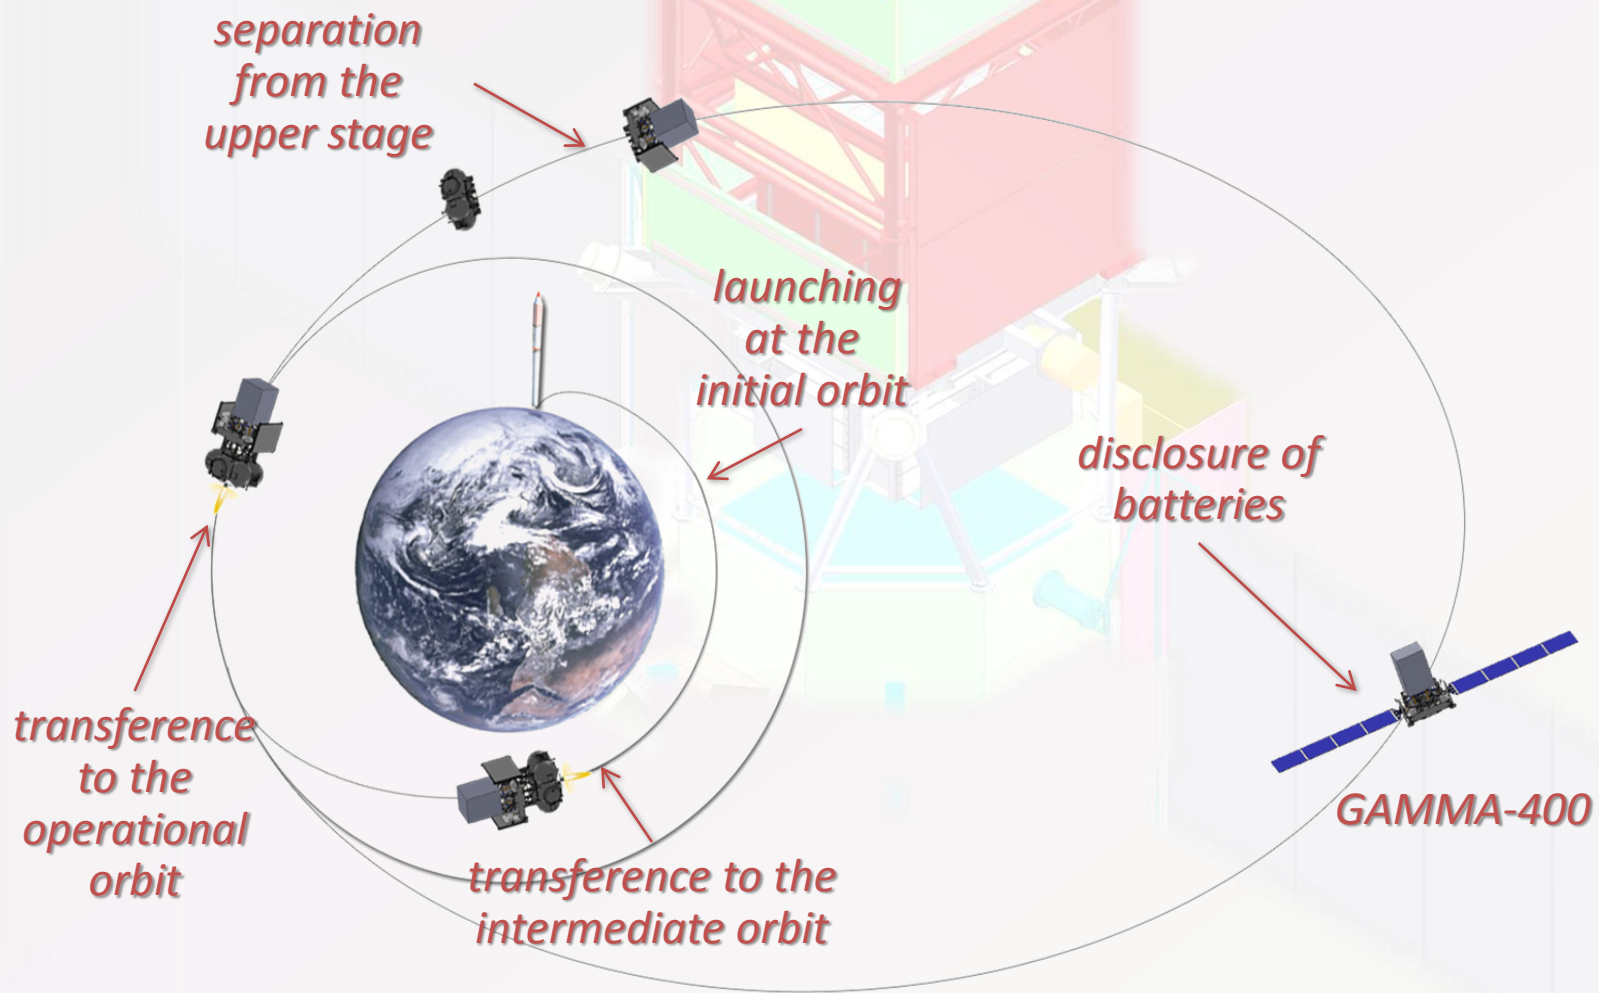 separation
from the
upper stage
launching
at the
initial orbit
disclosure of
batteries
transference
to the
operational
orbit
GAMMA-400
transference to the
intermediate orbit